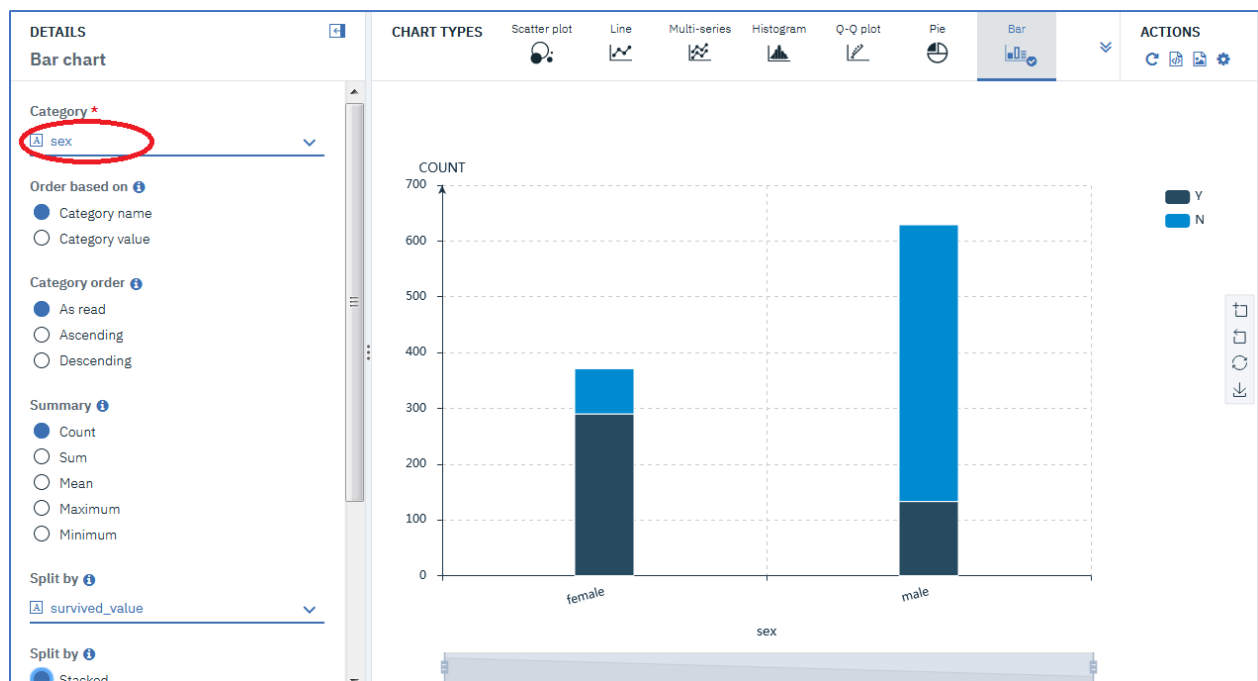 DETAILS
Bar chart
Category *
A sex
Order based on
Category name
Category value
Category order
As read
Ascending
Descending
Summary
Count
Sum
Mean
Maximum
Minimum
Split by
A survived_value
Split by
Stacked
CHART TYPES
Scatter plot
Line
Multi-series
Histogram
Q-Q plot
Pie
Bar
ACTIONS
COUNT
700
600
500
400
300
200
100
0
female
male
sex
Y
N